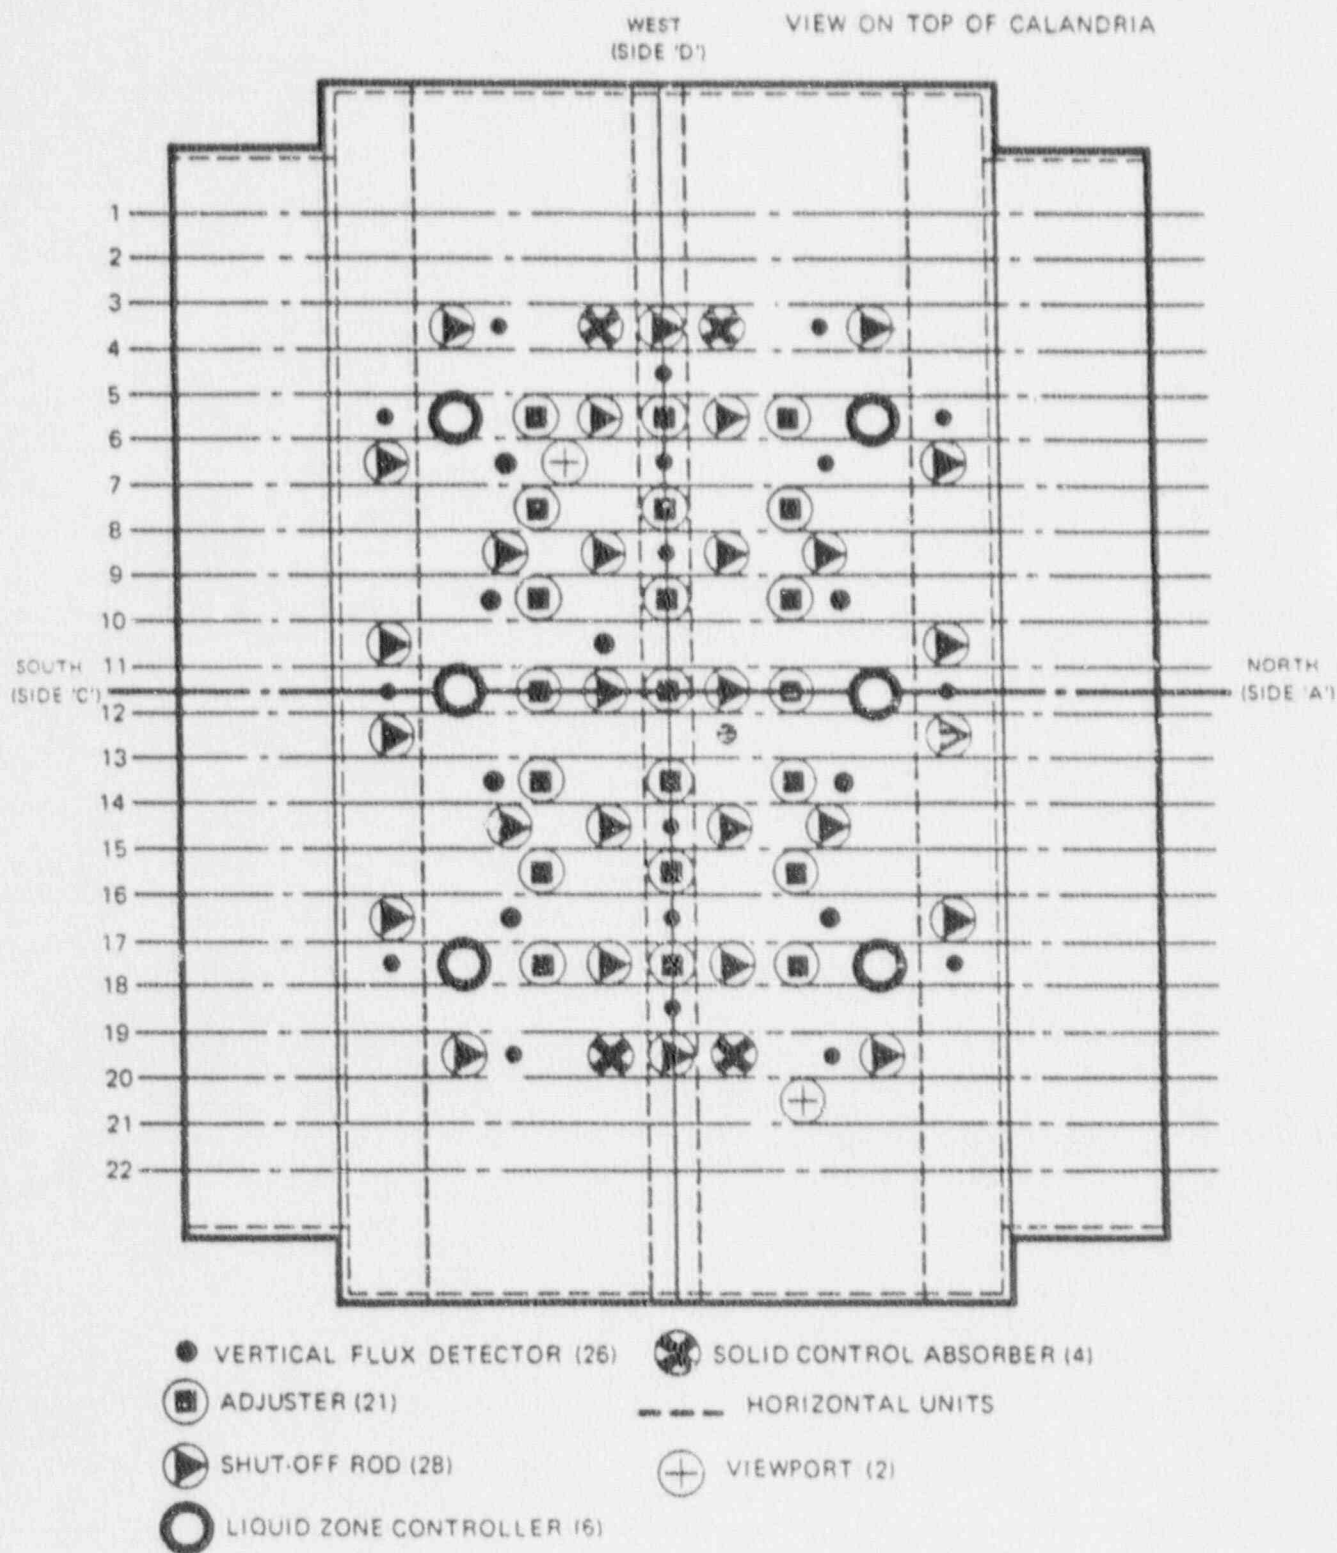 WEST
(SIDE 'D')
VIEW ON TOP OF CALANDRIA
1
2
3
4
5
6
7
8
9
10
SOUTH
(SIDE 'C')
11
NORTH
(SIDE 'A')
12
13
14
15
16
17
18
19
20
21
22
VERTICAL FLUX DETECTOR (26)
SOLID CONTROL ABSORBER (4)
ADJUSTER (21)
HORIZONTAL UNITS
SHUT-OFF ROD (28)
VIEWPORT (2)
LIQUID ZONE CONTROLLER (6)